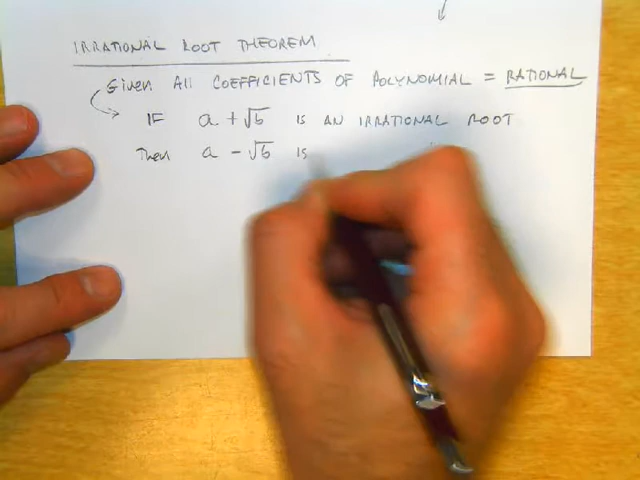 IRRATIONAL ROOT THEOREM
Given All COEFFICIENTS OF POLYNOMIAL = RATIONAL
IF a + √b IS AN IRRATIONAL ROOT
Then a - √b IS